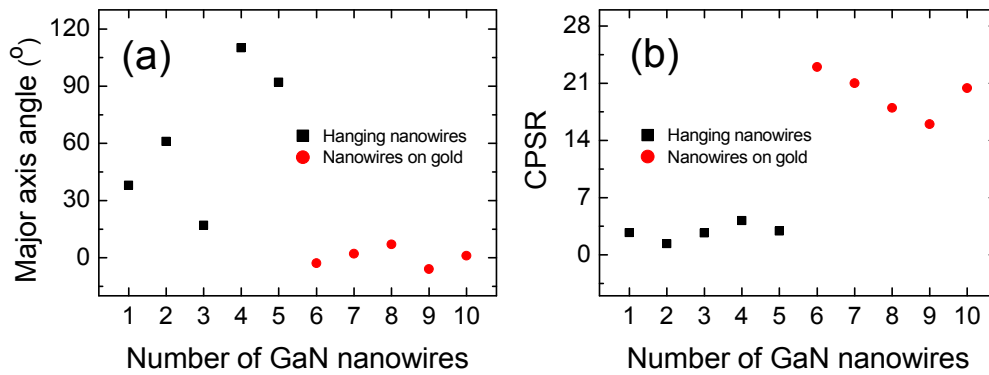 120
90
60
30
0
Major axis angle (°)
(a)
Hanging nanowires
Nanowires on gold
1 2 3 4 5 6 7 8 9 10
Number of GaN nanowires
28
21
14
7
0
CPSR
(b)
Hanging nanowires
Nanowires on gold
1 2 3 4 5 6 7 8 9 10
Number of GaN nanowires